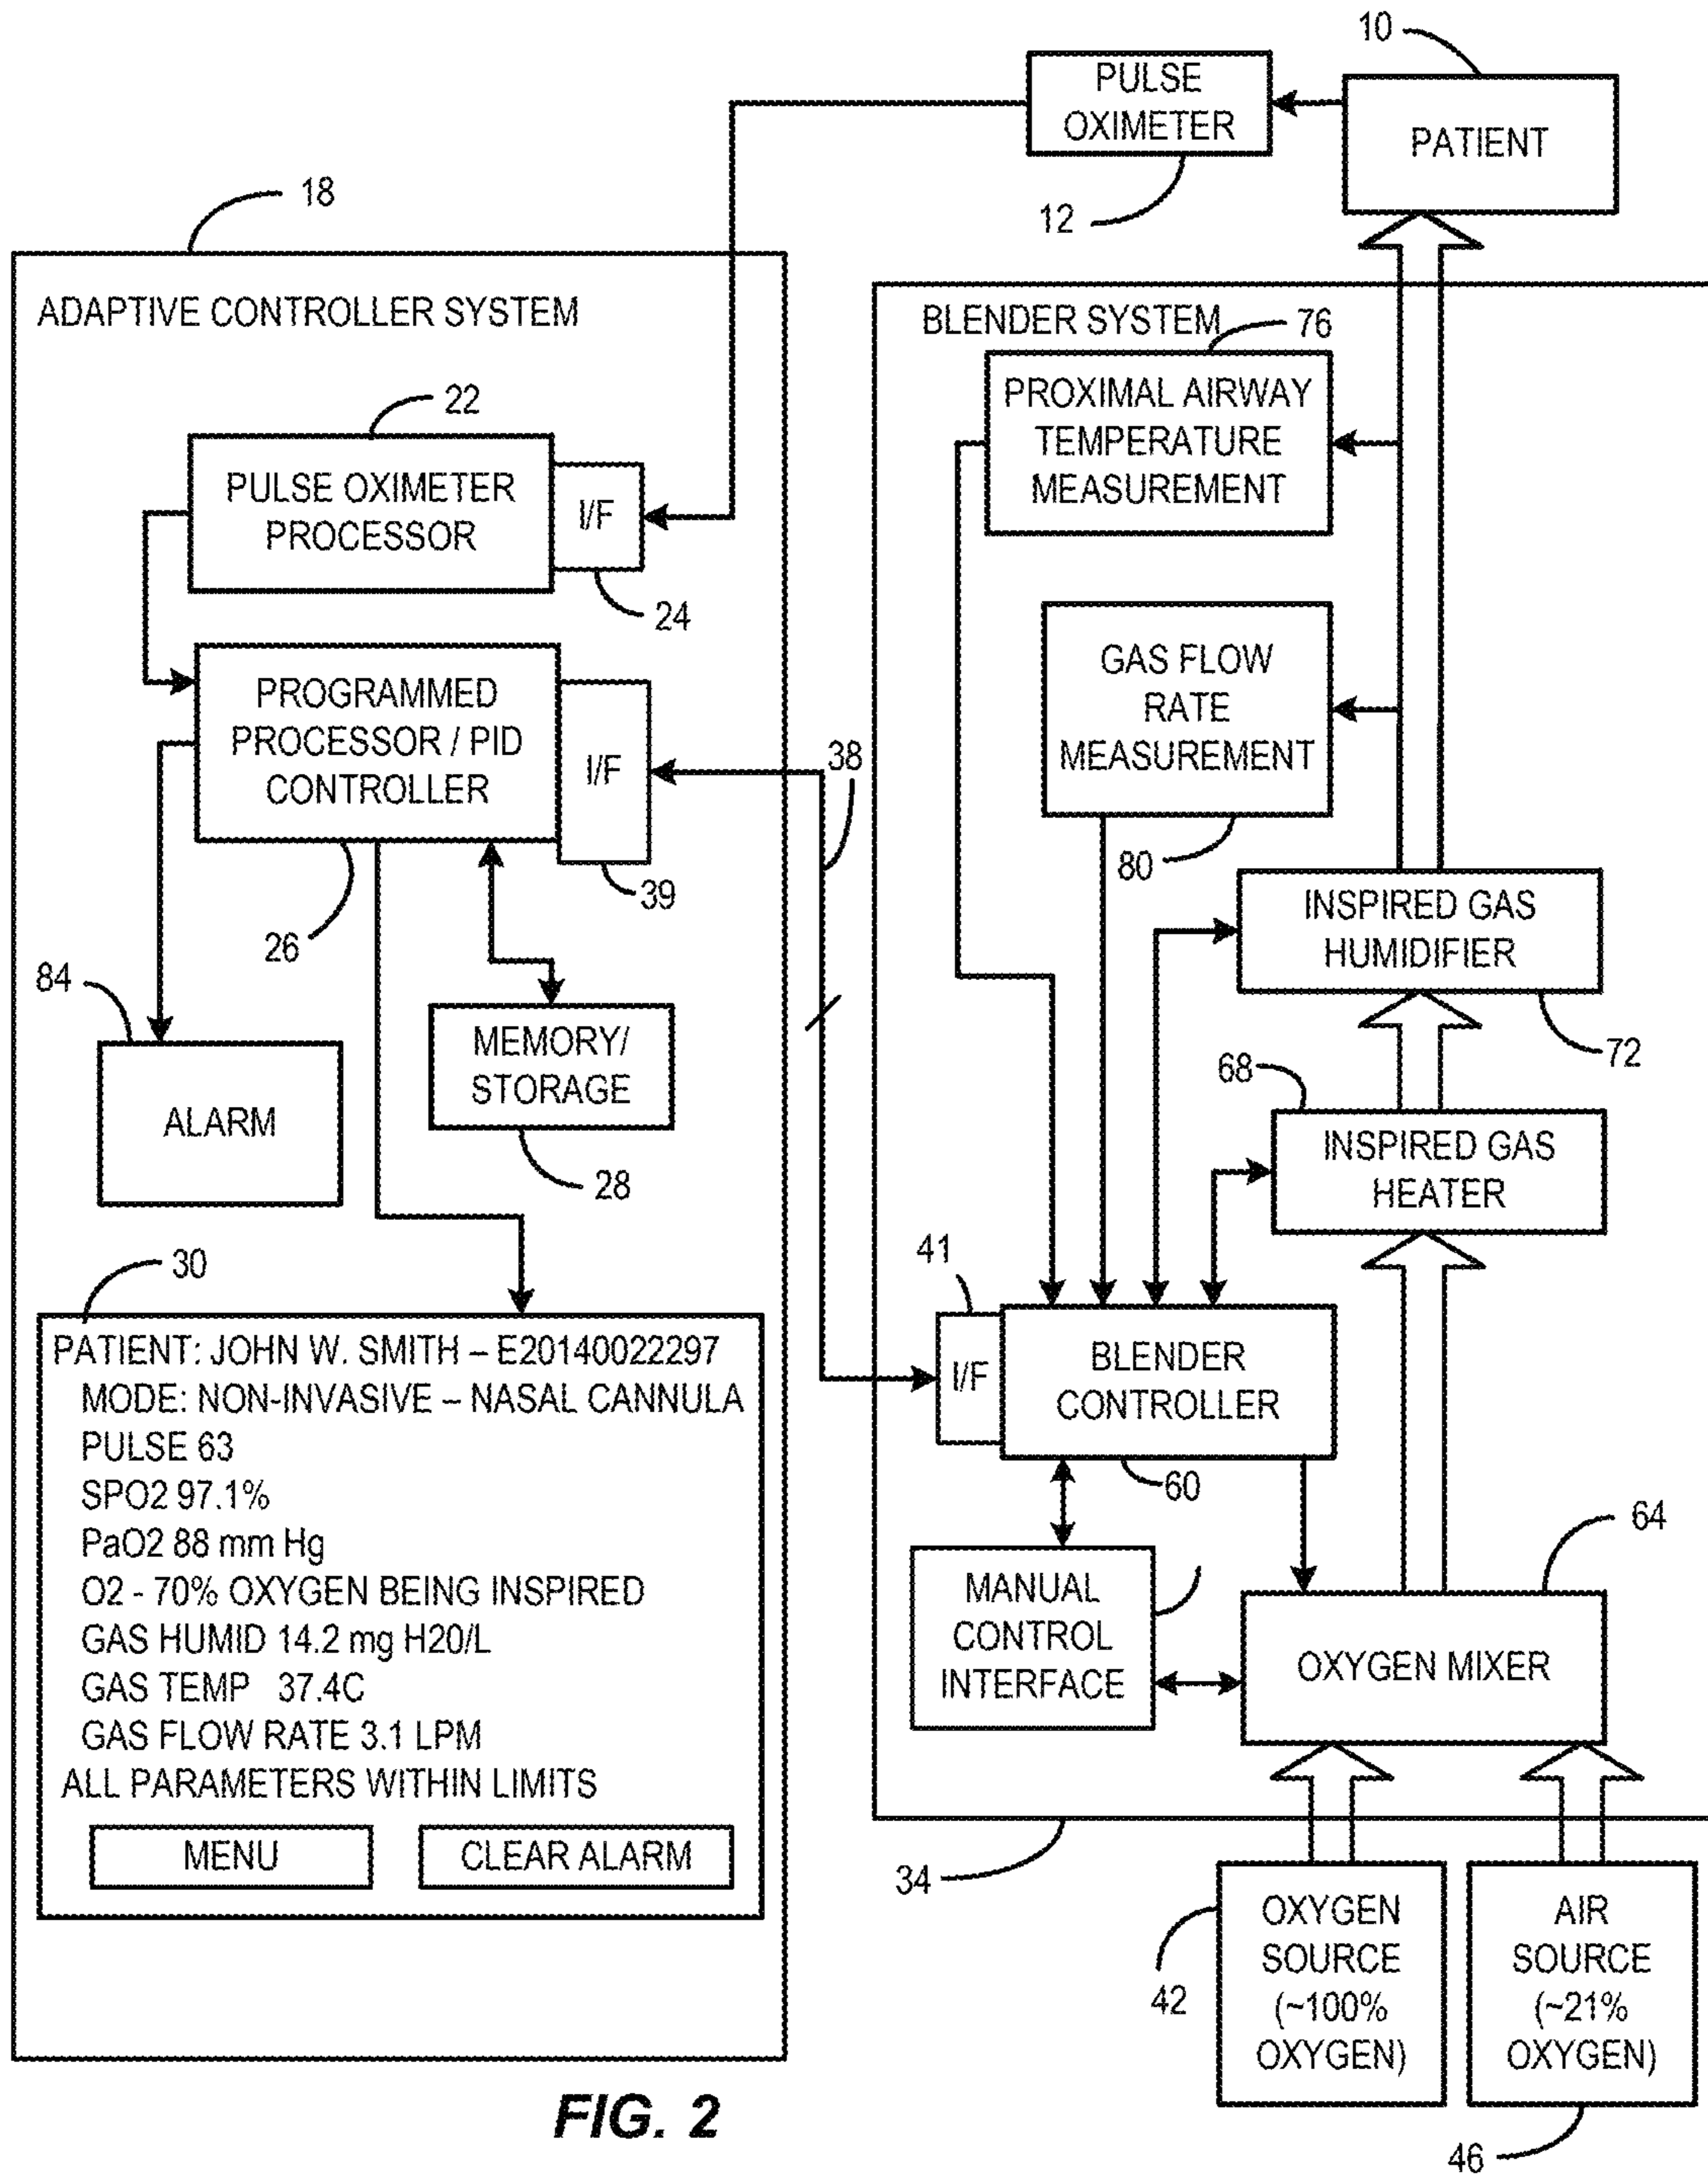 10
PULSE
OXIMETER
PATIENT
12
18
ADAPTIVE CONTROLLER SYSTEM
22
PULSE OXIMETER
PROCESSOR
I/F
24
PROGRAMMED
PROCESSOR / PID
CONTROLLER
I/F
39
26
84
ALARM
MEMORY/
STORAGE
28
38
30
PATIENT: JOHN W. SMITH – E20140022297
MODE: NON-INVASIVE – NASAL CANNULA
PULSE 63
SPO2 97.1%
PaO2 88 mm Hg
O2 - 70% OXYGEN BEING INSPIRED
GAS HUMID 14.2 mg H20/L
GAS TEMP 37.4C
GAS FLOW RATE 3.1 LPM
ALL PARAMETERS WITHIN LIMITS
MENU
CLEAR ALARM
BLENDER SYSTEM
76
PROXIMAL AIRWAY
TEMPERATURE
MEASUREMENT
GAS FLOW
RATE
MEASUREMENT
80
INSPIRED GAS
HUMIDIFIER
72
68
INSPIRED GAS
HEATER
41
I/F
BLENDER
CONTROLLER
60
64
MANUAL
CONTROL
INTERFACE
OXYGEN MIXER
34
42
OXYGEN
SOURCE
(~100%
OXYGEN)
AIR
SOURCE
(~21%
OXYGEN)
46
FIG. 2